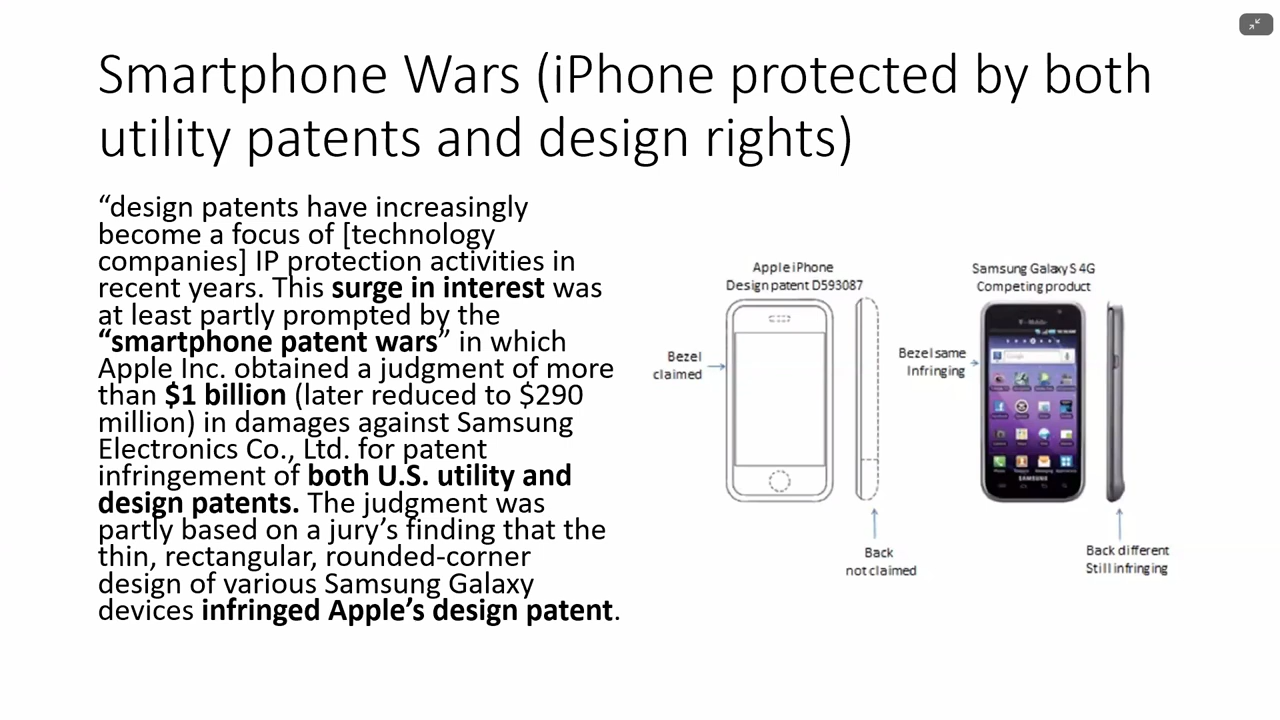 Smartphone Wars (iPhone protected by both
utility patents and design rights)
“design patents have increasingly
become a focus of [technology
companies] IP protection activities in
recent years. This surge in interest was
at least partly prompted by the
“smartphone patent wars” in which
Apple Inc. obtained a judgment of more
than $1 billion (later reduced to $290
million) in damages against Samsung
Electronics Co., Ltd. for patent
infringement of both U.S. utility and
design patents. The judgment was
partly based on a jury’s finding that the
thin, rectangular, rounded-corner
design of various Samsung Galaxy
devices infringed Apple’s design patent.
Apple iPhone
Design patent D593087
Bezel
claimed
Back
not claimed
Samsung Galaxy S 4G
Competing product
Bezel same
Infringing
T-Mobile
Google
SAMSUNG
Back different
Still infringing